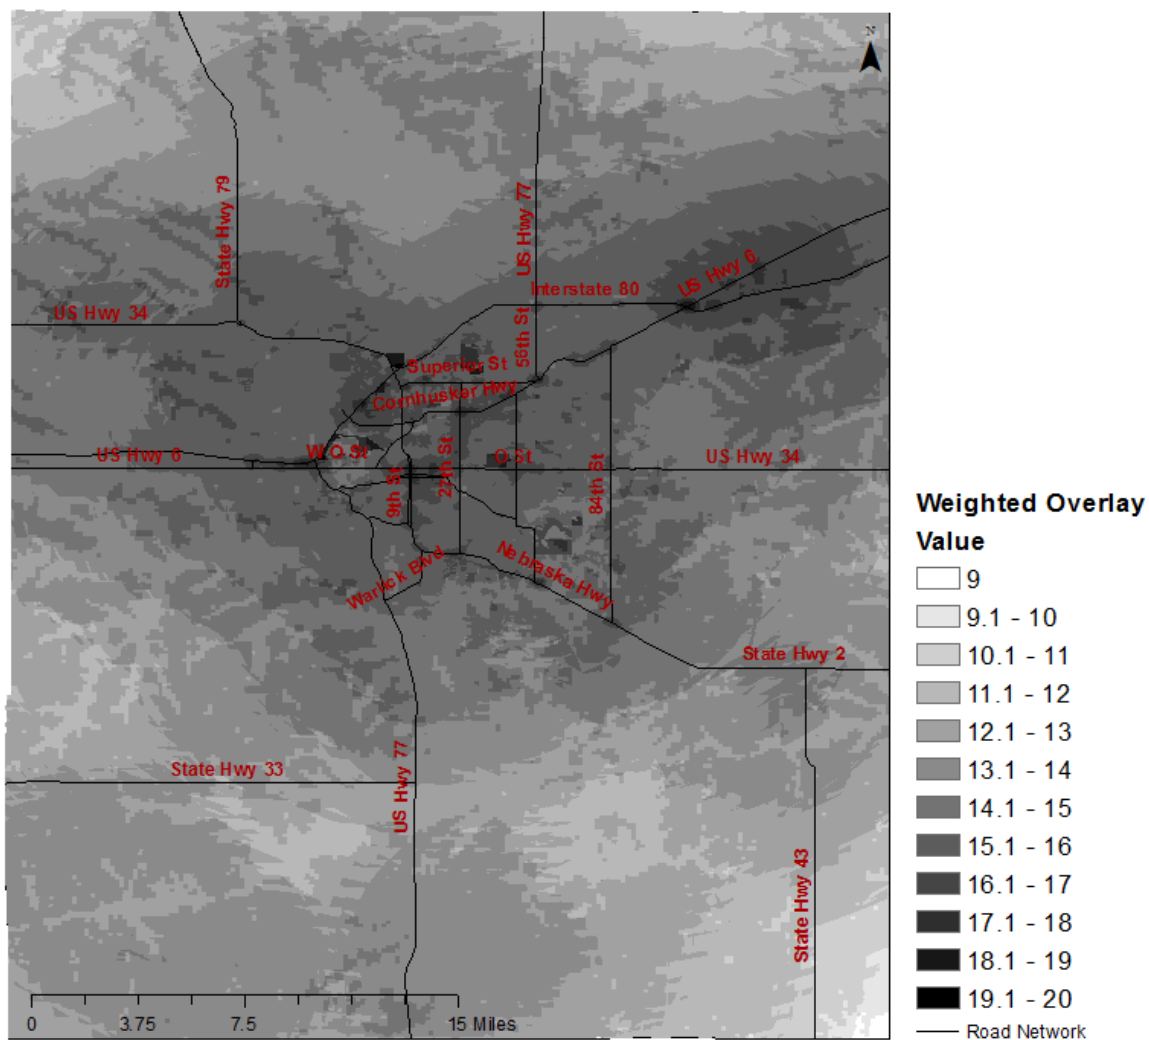 N
State Hwy 79
US Hwy 77
US Hwy 6
Interstate 80
US Hwy 34
56th St
Superior St
Cornhusker Hwy
US Hwy 6
W O St
O St
US Hwy 34
9th St
27th St
84th St
Warlick Blvd
Nebraska Hwy
State Hwy 2
State Hwy 33
US Hwy 77
State Hwy 43
0 3.75 7.5 15 Miles
Weighted Overlay
Value
9
9.1 - 10
10.1 - 11
11.1 - 12
12.1 - 13
13.1 - 14
14.1 - 15
15.1 - 16
16.1 - 17
17.1 - 18
18.1 - 19
19.1 - 20
Road Network